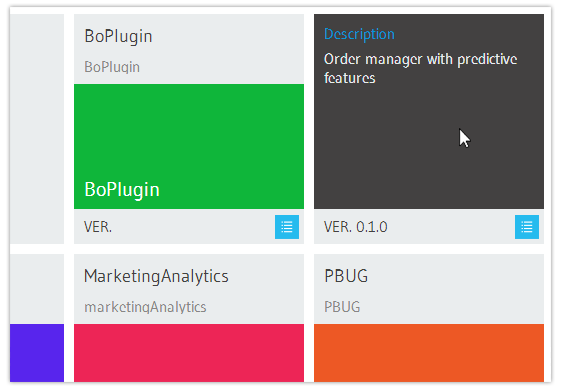 BoPlugin
BoPlugin
BoPlugin
VER.
Description
Order manager with predictive
features
VER. 0.1.0
MarketingAnalytics
marketingAnalytics
PBUG
PBUG